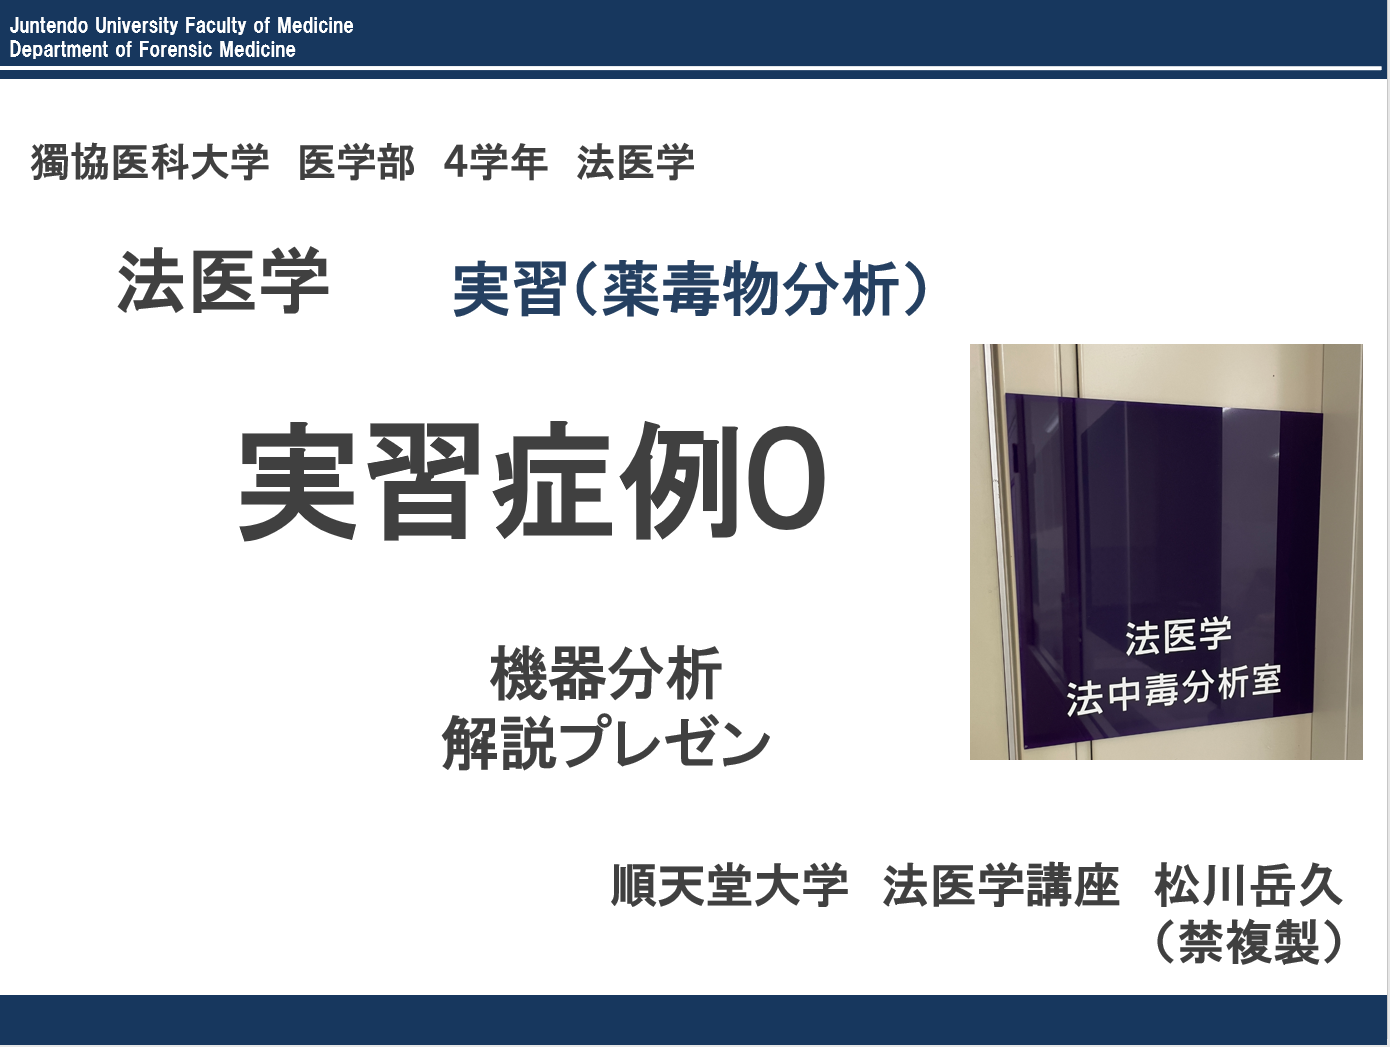 Juntendo University Faculty of Medicine
Department of Forensic Medicine
獨協医科大学　医学部　4学年　法医学
法医学　実習（薬毒物分析）
実習症例0
法医学
法中毒分析室
機器分析
解説プレゼン
順天堂大学　法医学講座　松川岳久
（禁複製）